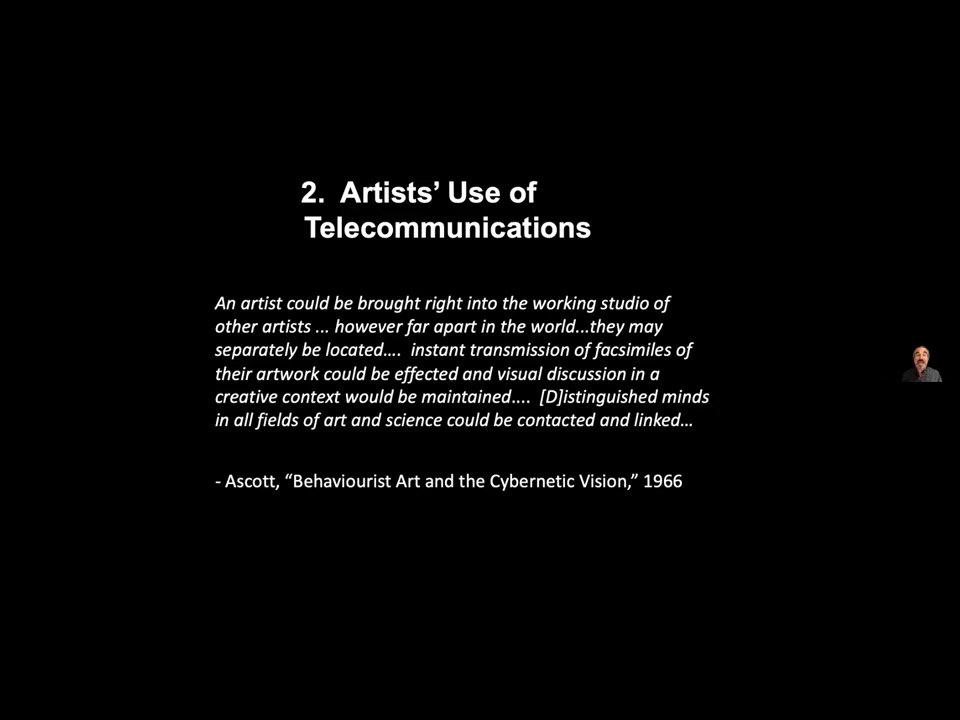 2.  Artists’ Use of
Telecommunications
An artist could be brought right into the working studio of
other artists ... however far apart in the world...they may
separately be located….  instant transmission of facsimiles of
their artwork could be effected and visual discussion in a
creative context would be maintained....  [D]istinguished minds
in all fields of art and science could be contacted and linked…
- Ascott, “Behaviourist Art and the Cybernetic Vision,” 1966